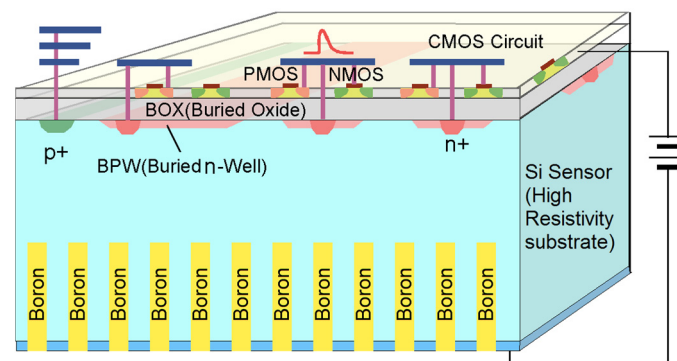 CMOS Circuit
PMOS
NMOS
BOX(Buried Oxide)
p+
n+
BPW(Buried n-Well)
Si Sensor
(High
Resistivity
substrate)
Boron
Boron
Boron
Boron
Boron
Boron
Boron
Boron
Boron
Boron
Boron
Boron